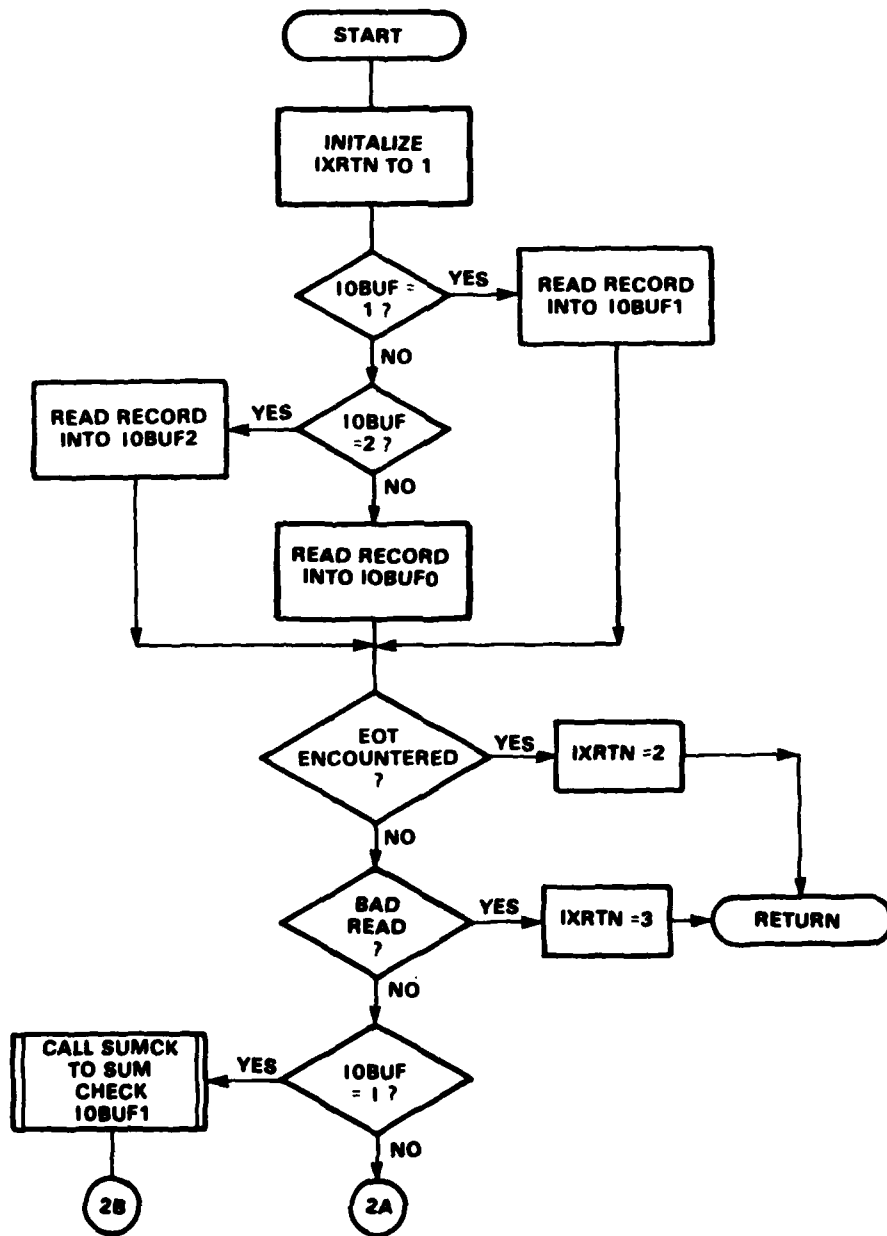 START
INITALIZE
IXRTN TO 1
IOBUF =
1 ?
YES
READ RECORD
INTO IOBUF1
NO
READ RECORD
INTO IOBUF2
YES
IOBUF
=2 ?
NO
READ RECORD
INTO IOBUF0
EOT
ENCOUNTERED
?
YES
IXRTN =2
NO
BAD
READ
?
YES
IXRTN =3
RETURN
NO
CALL SUMCK
TO SUM
CHECK
IOBUF1
YES
IOBUF
= 1 ?
NO
2B
2A